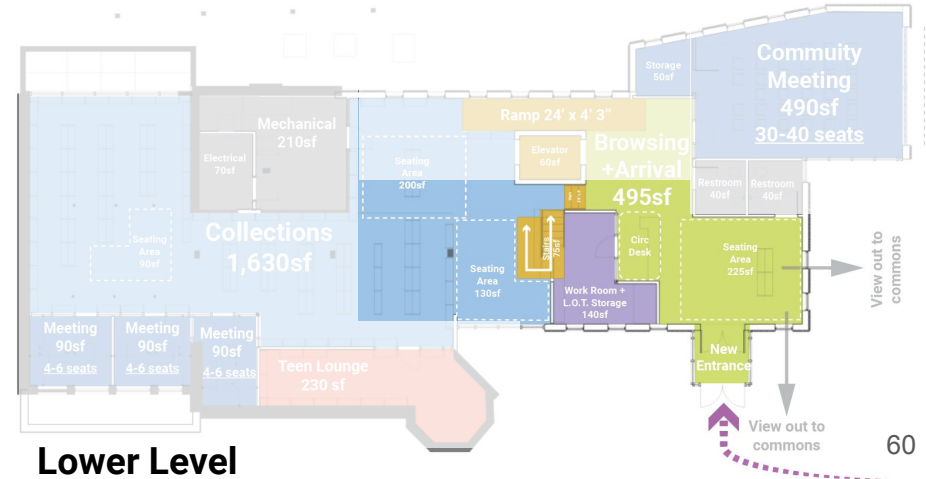 Storage
50sf
Commuity
Meeting
490sf
30-40 seats
Ramp 24' x 4' 3"
Mechanical
210sf
Electrical
70sf
Elevator
60sf
Browsing
+Arrival
495sf
Seating
Area
200sf
Restroom
40sf
Restroom
40sf
Stairs
75sf
Circ
Desk
Seating
Area
90sf
Collections
1,630sf
Seating
Area
130sf
Seating
Area
225sf
View out to
commons
Work Room +
L.O.T. Storage
140sf
Meeting
90sf
4-6 seats
Meeting
90sf
4-6 seats
Meeting
90sf
4-6 seats
Teen Lounge
230 sf
New
Entrance
View out to
commons
60
Lower Level